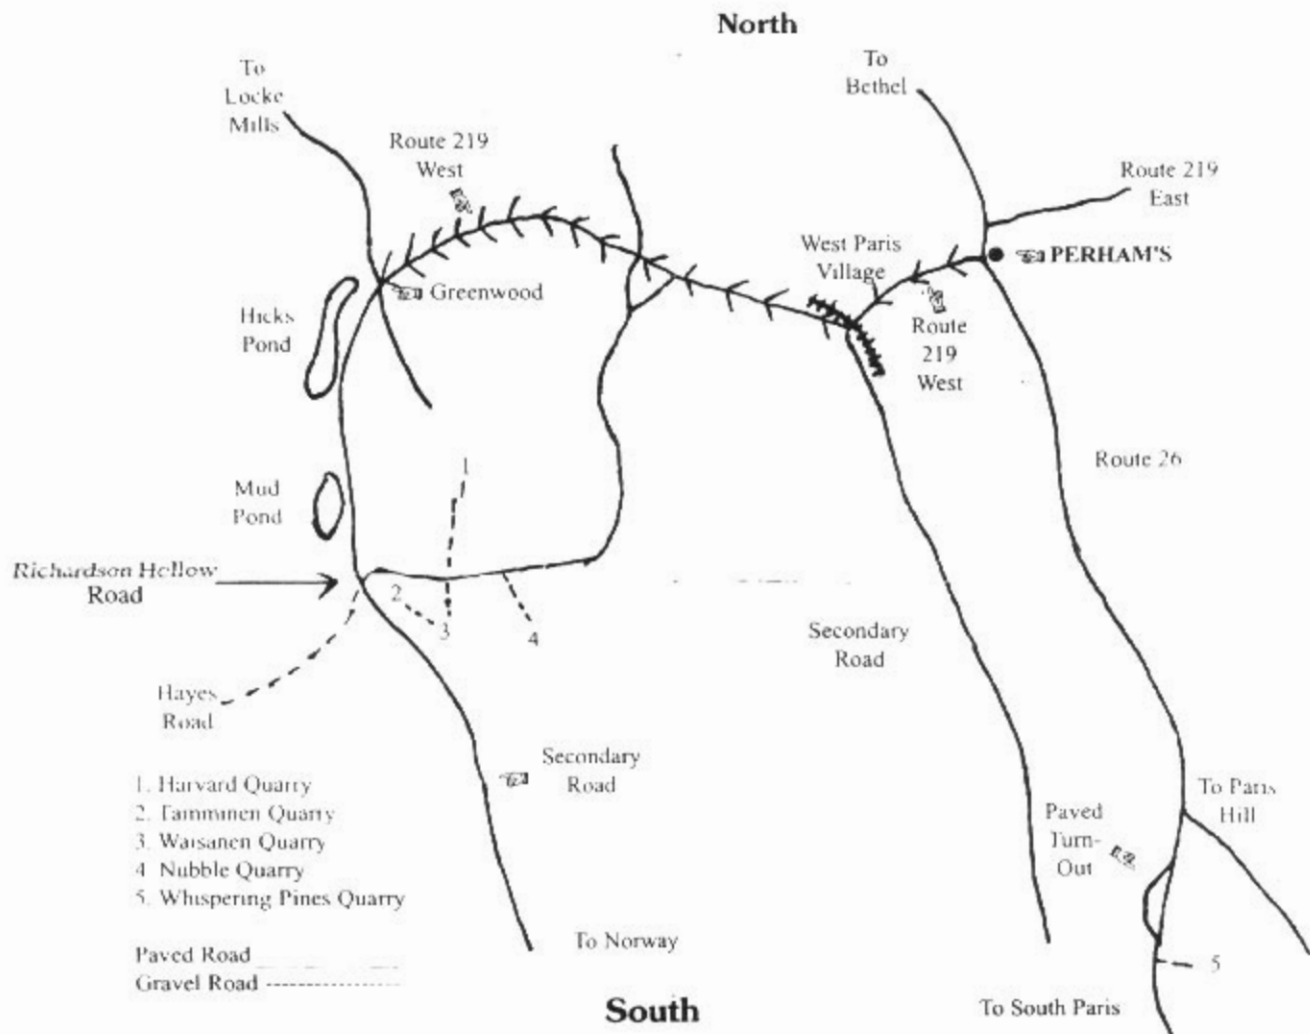 North
To
Locke
Mills
Route 219
West
To
Bethel
Route 219
East
West Paris
Village
PERHAM'S
Greenwood
Hicks
Pond
Route
219
West
Route 26
1
Mud
Pond
Richardson Hollow
Road
2
3
4
Secondary
Road
Hayes
Road
Secondary
Road
1. Harvard Quarry
2. Tamminen Quarry
3. Waisanen Quarry
4 Nubble Quarry
5. Whispering Pines Quarry
To Paris
Hill
Paved
Turn-
Out
To Norway
Paved Road
Gravel Road
5
South
To South Paris